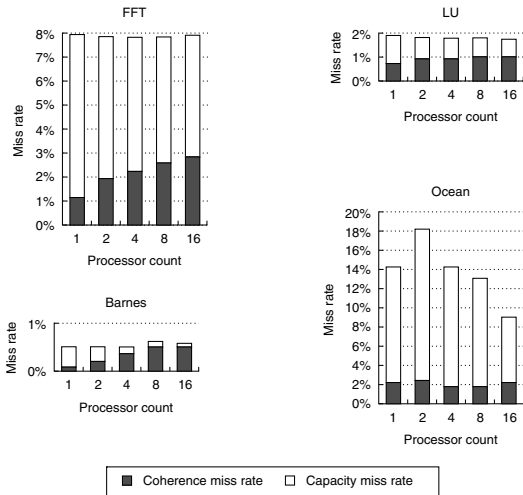 FFT
8%
7%
6%
5%
4%
3%
2%
1%
0%
Miss rate
1 2 4 8 16
Processor count
LU
2%
1%
0%
Miss rate
1 2 4 8 16
Processor count
Barnes
1%
0%
Miss rate
1 2 4 8 16
Processor count
Ocean
20%
18%
16%
14%
12%
10%
8%
6%
4%
2%
0%
Miss rate
1 2 4 8 16
Processor count
Coherence miss rate Capacity miss rate